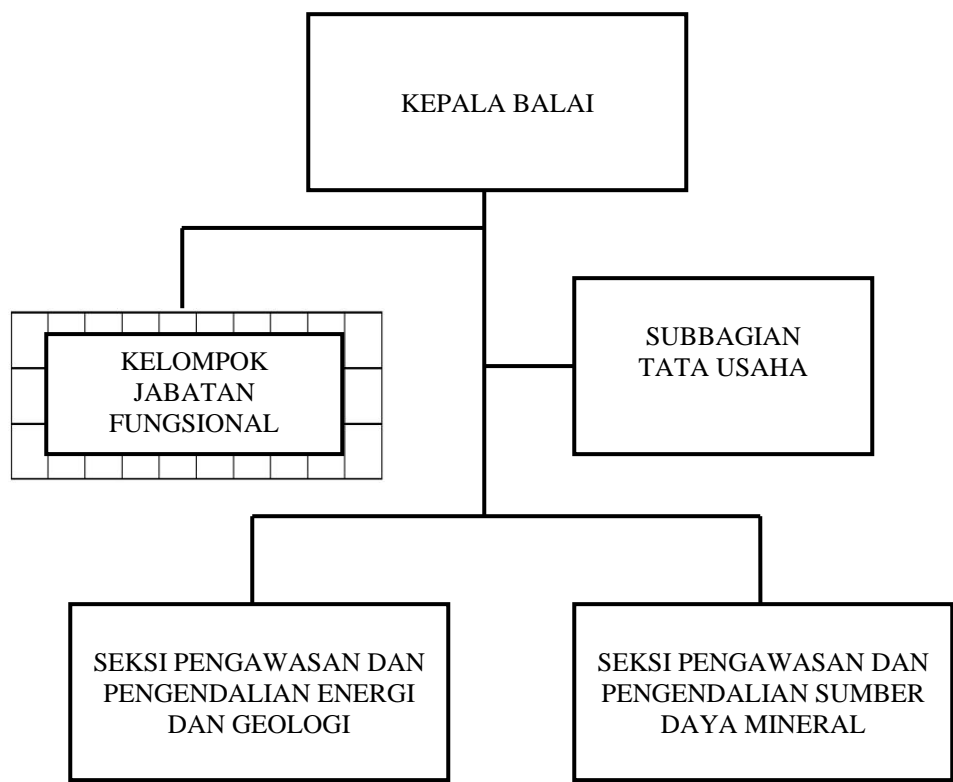 KEPALA BALAI
SUBBAGIAN
TATA USAHA
KELOMPOK
JABATAN
FUNGSIONAL
SEKSI PENGAWASAN DAN
PENGENDALIAN ENERGI
DAN GEOLOGI
SEKSI PENGAWASAN DAN
PENGENDALIAN SUMBER
DAYA MINERAL